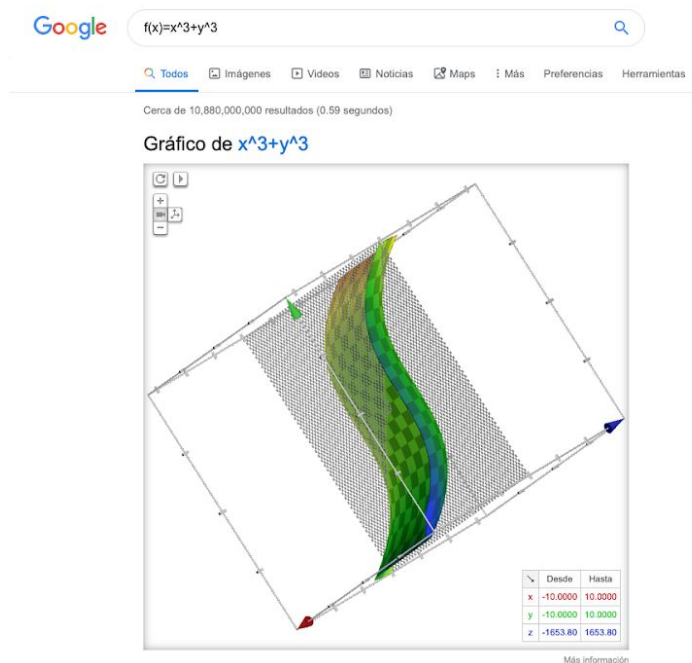 Google
f(x)=x^3+y^3
Todos Imágenes Videos Noticias Maps Más Preferencias Herramientas
Cerca de 10,880,000,000 resultados (0.59 segundos)
Gráfico de x^3+y^3
Desde Hasta
x -10.0000 10.0000
y -10.0000 10.0000
z -1653.80 1653.80
Más información